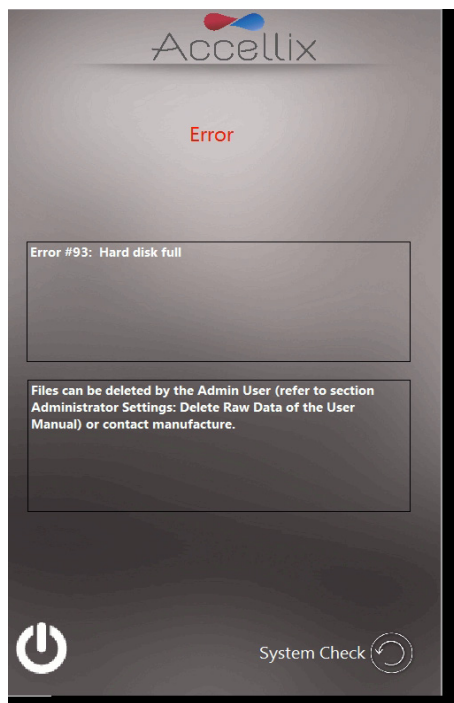 Accellix
Error
Error #93:  Hard disk full
Files can be deleted by the Admin User (refer to section
Administrator Settings: Delete Raw Data of the User
Manual) or contact manufacture.
System Check